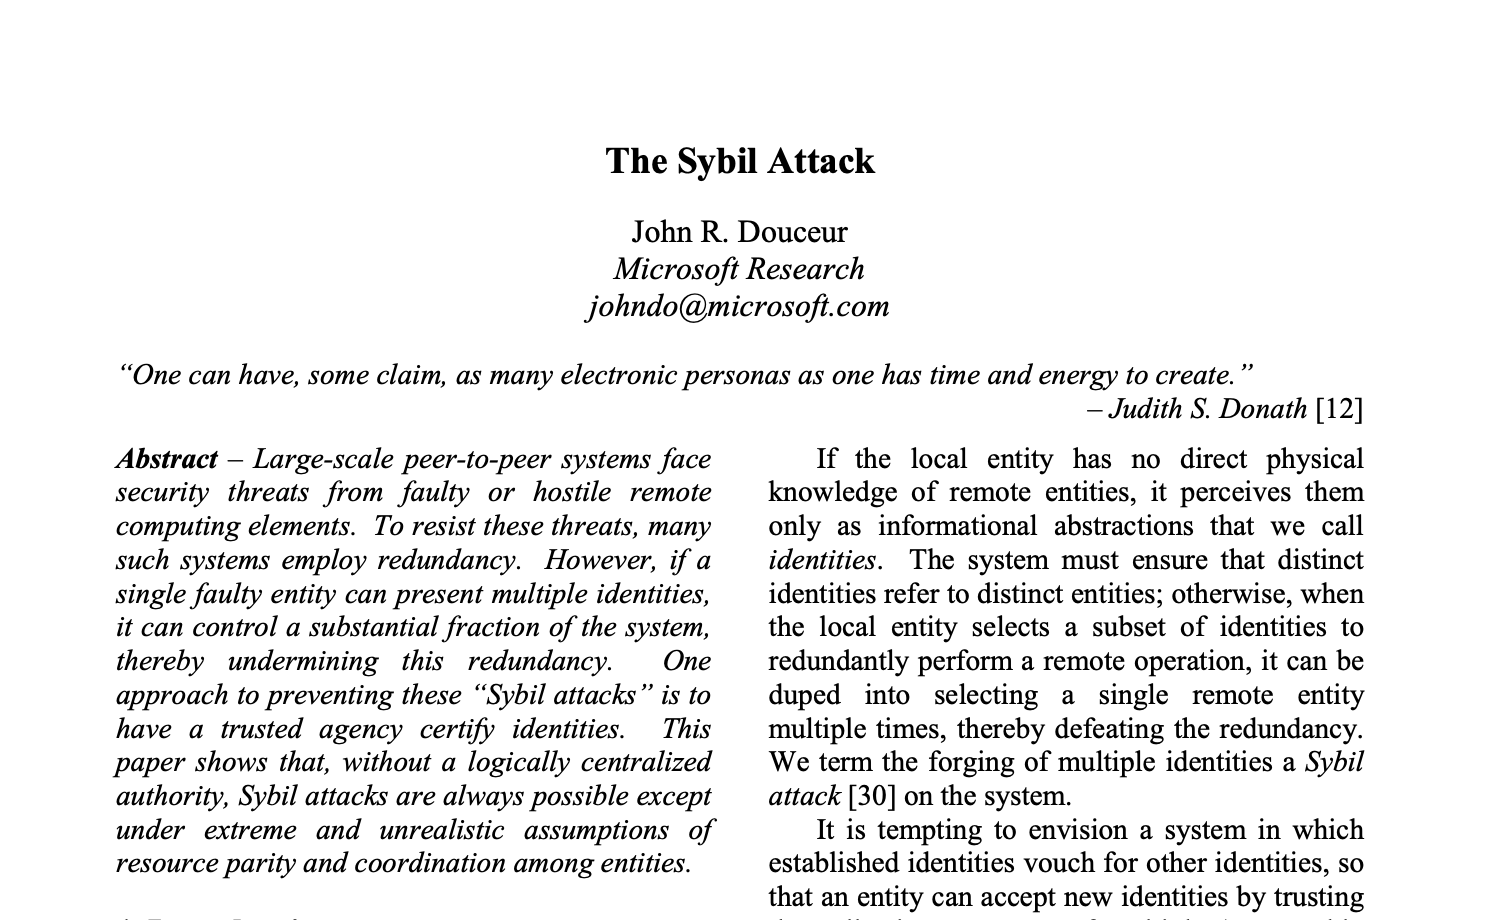 The Sybil Attack
John R. Douceur
Microsoft Research
johndo@microsoft.com
“One can have, some claim, as many electronic personas as one has time and energy to create.”
– Judith S. Donath [12]
Abstract – Large-scale peer-to-peer systems face
security threats from faulty or hostile remote
computing elements. To resist these threats, many
such systems employ redundancy. However, if a
single faulty entity can present multiple identities,
it can control a substantial fraction of the system,
thereby undermining this redundancy. One
approach to preventing these “Sybil attacks” is to
have a trusted agency certify identities. This
paper shows that, without a logically centralized
authority, Sybil attacks are always possible except
under extreme and unrealistic assumptions of
resource parity and coordination among entities.
If the local entity has no direct physical
knowledge of remote entities, it perceives them
only as informational abstractions that we call
identities. The system must ensure that distinct
identities refer to distinct entities; otherwise, when
the local entity selects a subset of identities to
redundantly perform a remote operation, it can be
duped into selecting a single remote entity
multiple times, thereby defeating the redundancy.
We term the forging of multiple identities a Sybil
attack [30] on the system.
It is tempting to envision a system in which
established identities vouch for other identities, so
that an entity can accept new identities by trusting